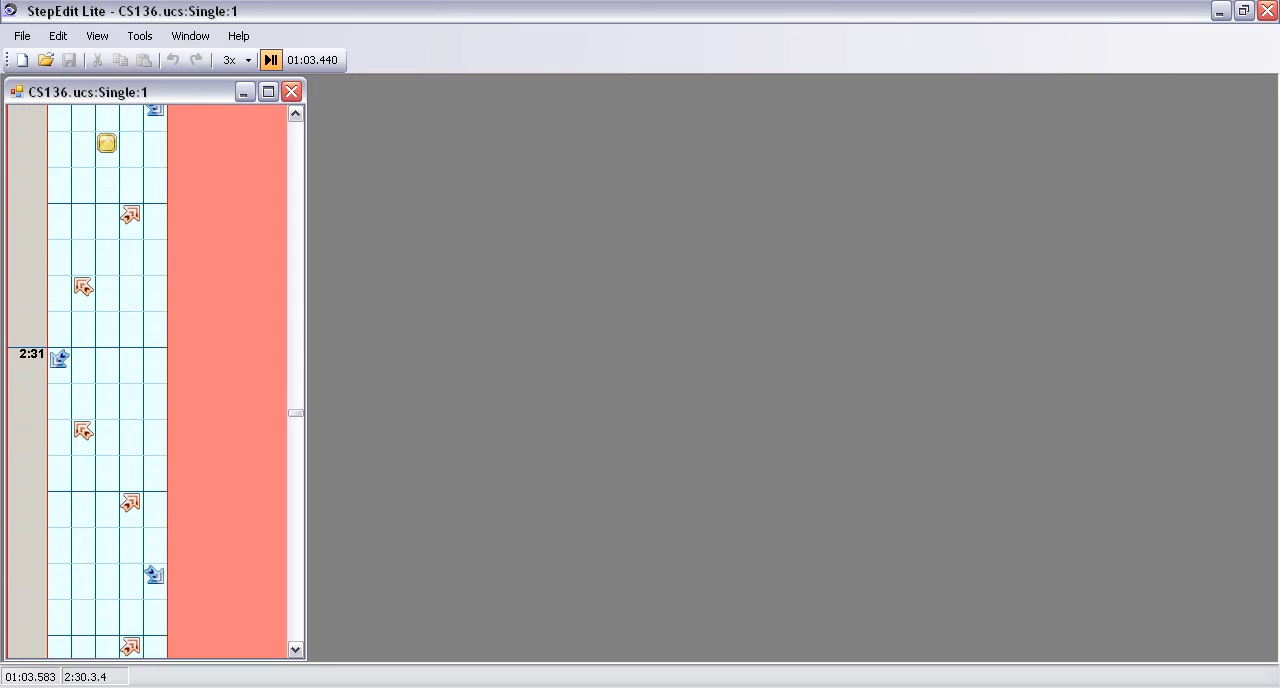 StepEdit Lite - CS136.ucs:Single:1
File Edit View Tools Window Help
3x 01:03.440
CS136.ucs:Single:1
2:31
01:03.583 2:30.3.4